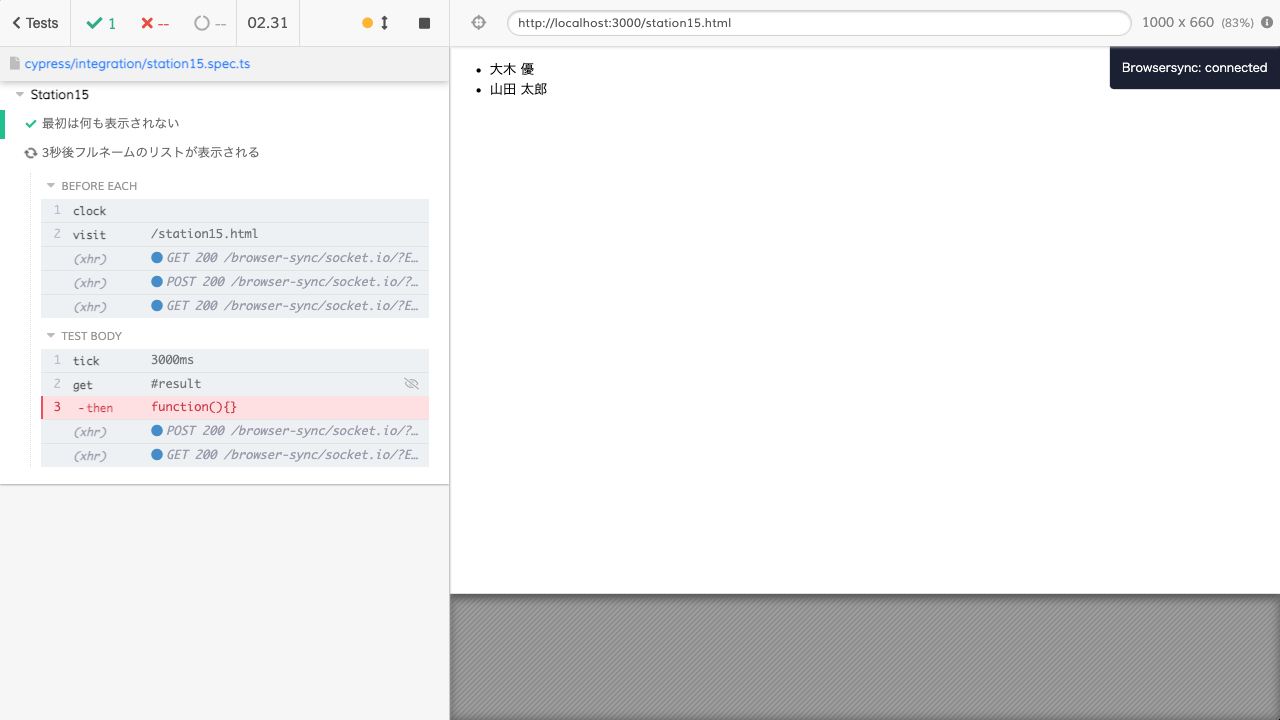 Tests
1
--
--
02.31
http://localhost:3000/station15.html
1000 x 660 (83%)
cypress/integration/station15.spec.ts
Station15
最初は何も表示されない
3秒後フルネームのリストが表示される
BEFORE EACH
1 clock
2 visit /station15.html
(xhr) GET 200 /browser-sync/socket.io/?E…
(xhr) POST 200 /browser-sync/socket.io/?…
(xhr) GET 200 /browser-sync/socket.io/?E…
TEST BODY
1 tick 3000ms
2 get #result
3 -then function(){}
(xhr) POST 200 /browser-sync/socket.io/?…
(xhr) GET 200 /browser-sync/socket.io/?E…
• 大木 優
• 山田 太郎
Browsersync: connected